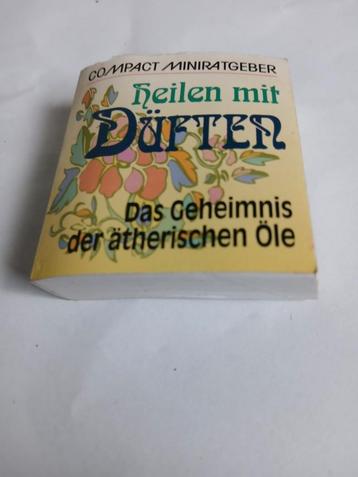 COMPACT MINIRATGEBER
Heilen mit
DÜFTEN
Das Geheimnis
der ätherischen Öle